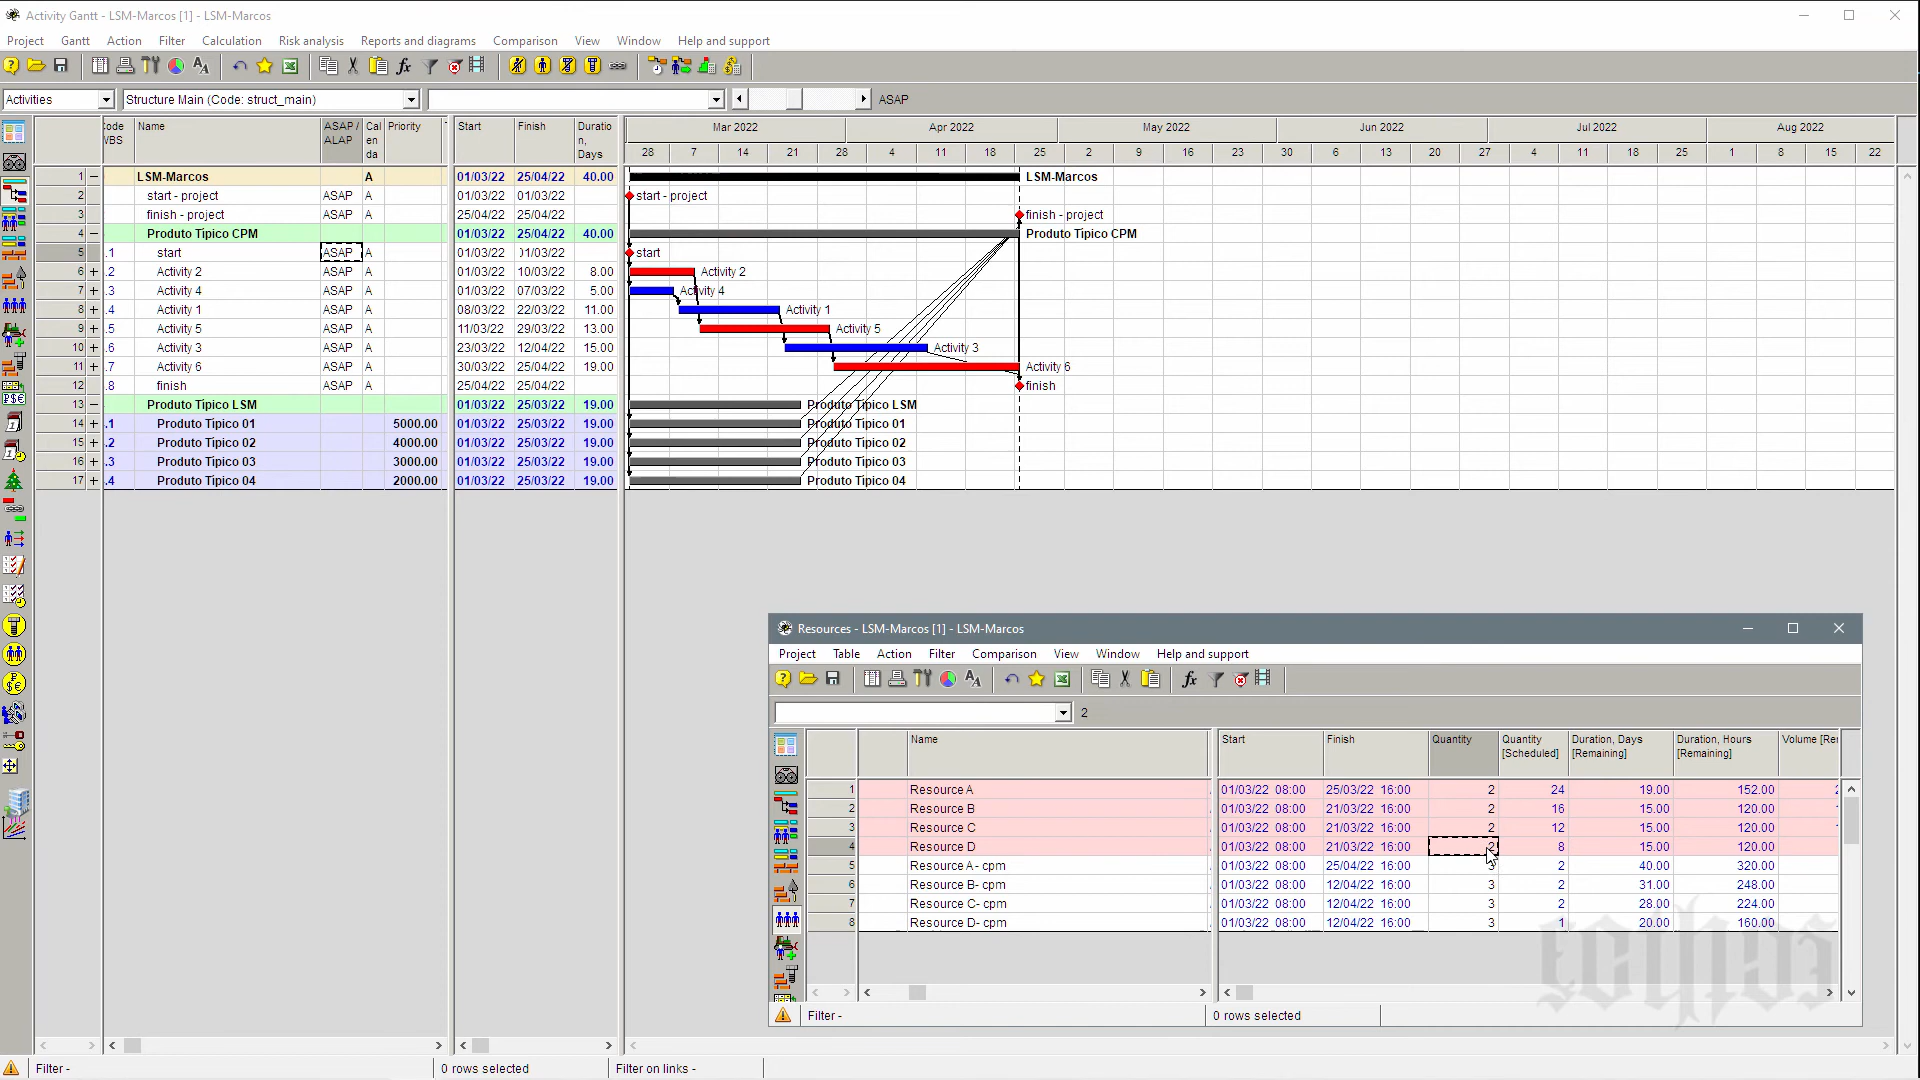 Activity Gantt - LSM-Marcos [1] - LSM-Marcos
Project Gantt Action Filter Calculation Risk analysis Reports and diagrams Comparison View Window Help and support
Activities Structure Main (Code: struct_main) ASAP
Code WBS Name ASAP / ALAP Cal en da Priority Start Finish Duratio n, Days Mar 2022 Apr 2022 May 2022 Jun 2022 Jul 2022 Aug 2022
28 7 14 21 28 4 11 18 25 2 9 16 23 30 6 13 20 27 4 11 18 25 1 8 15 22
1 LSM-Marcos A 01/03/22 25/04/22 40.00 LSM-Marcos
2 start - project ASAP A 01/03/22 01/03/22 start - project
3 finish - project ASAP A 25/04/22 25/04/22 finish - project
4 Produto Tipico CPM 01/03/22 25/04/22 40.00 Produto Tipico CPM
5 .1 start ASAP A 01/03/22 01/03/22 start
6 .2 Activity 2 ASAP A 01/03/22 10/03/22 8.00 Activity 2
7 .3 Activity 4 ASAP A 01/03/22 07/03/22 5.00 Activity 4
8 .4 Activity 1 ASAP A 08/03/22 22/03/22 11.00 Activity 1
9 .5 Activity 5 ASAP A 11/03/22 29/03/22 13.00 Activity 5
10 .6 Activity 3 ASAP A 23/03/22 12/04/22 15.00 Activity 3
11 .7 Activity 6 ASAP A 30/03/22 25/04/22 19.00 Activity 6
12 .8 finish ASAP A 25/04/22 25/04/22 finish
13 Produto Tipico LSM 01/03/22 25/03/22 19.00 Produto Tipico LSM
14 .1 Produto Tipico 01 5000.00 01/03/22 25/03/22 19.00 Produto Tipico 01
15 .2 Produto Tipico 02 4000.00 01/03/22 25/03/22 19.00 Produto Tipico 02
16 .3 Produto Tipico 03 3000.00 01/03/22 25/03/22 19.00 Produto Tipico 03
17 .4 Produto Tipico 04 2000.00 01/03/22 25/03/22 19.00 Produto Tipico 04
Resources - LSM-Marcos [1] - LSM-Marcos
Project Table Action Filter Comparison View Window Help and support
2
Name Start Finish Quantity Quantity [Scheduled] Duration, Days [Remaining] Duration, Hours [Remaining] Volume [Rer
1 Resource A 01/03/22 08:00 25/03/22 16:00 2 24 19.00 152.00
2 Resource B 01/03/22 08:00 21/03/22 16:00 2 16 15.00 120.00
3 Resource C 01/03/22 08:00 21/03/22 16:00 2 12 15.00 120.00
4 Resource D 01/03/22 08:00 21/03/22 16:00 2 8 15.00 120.00
5 Resource A- cpm 01/03/22 08:00 25/04/22 16:00 3 2 40.00 320.00
6 Resource B- cpm 01/03/22 08:00 12/04/22 16:00 3 2 31.00 248.00
7 Resource C- cpm 01/03/22 08:00 12/04/22 16:00 3 2 28.00 224.00
8 Resource D- cpm 01/03/22 08:00 12/04/22 16:00 3 1 20.00 160.00
Filter - 0 rows selected
Filter - 0 rows selected Filter on links -